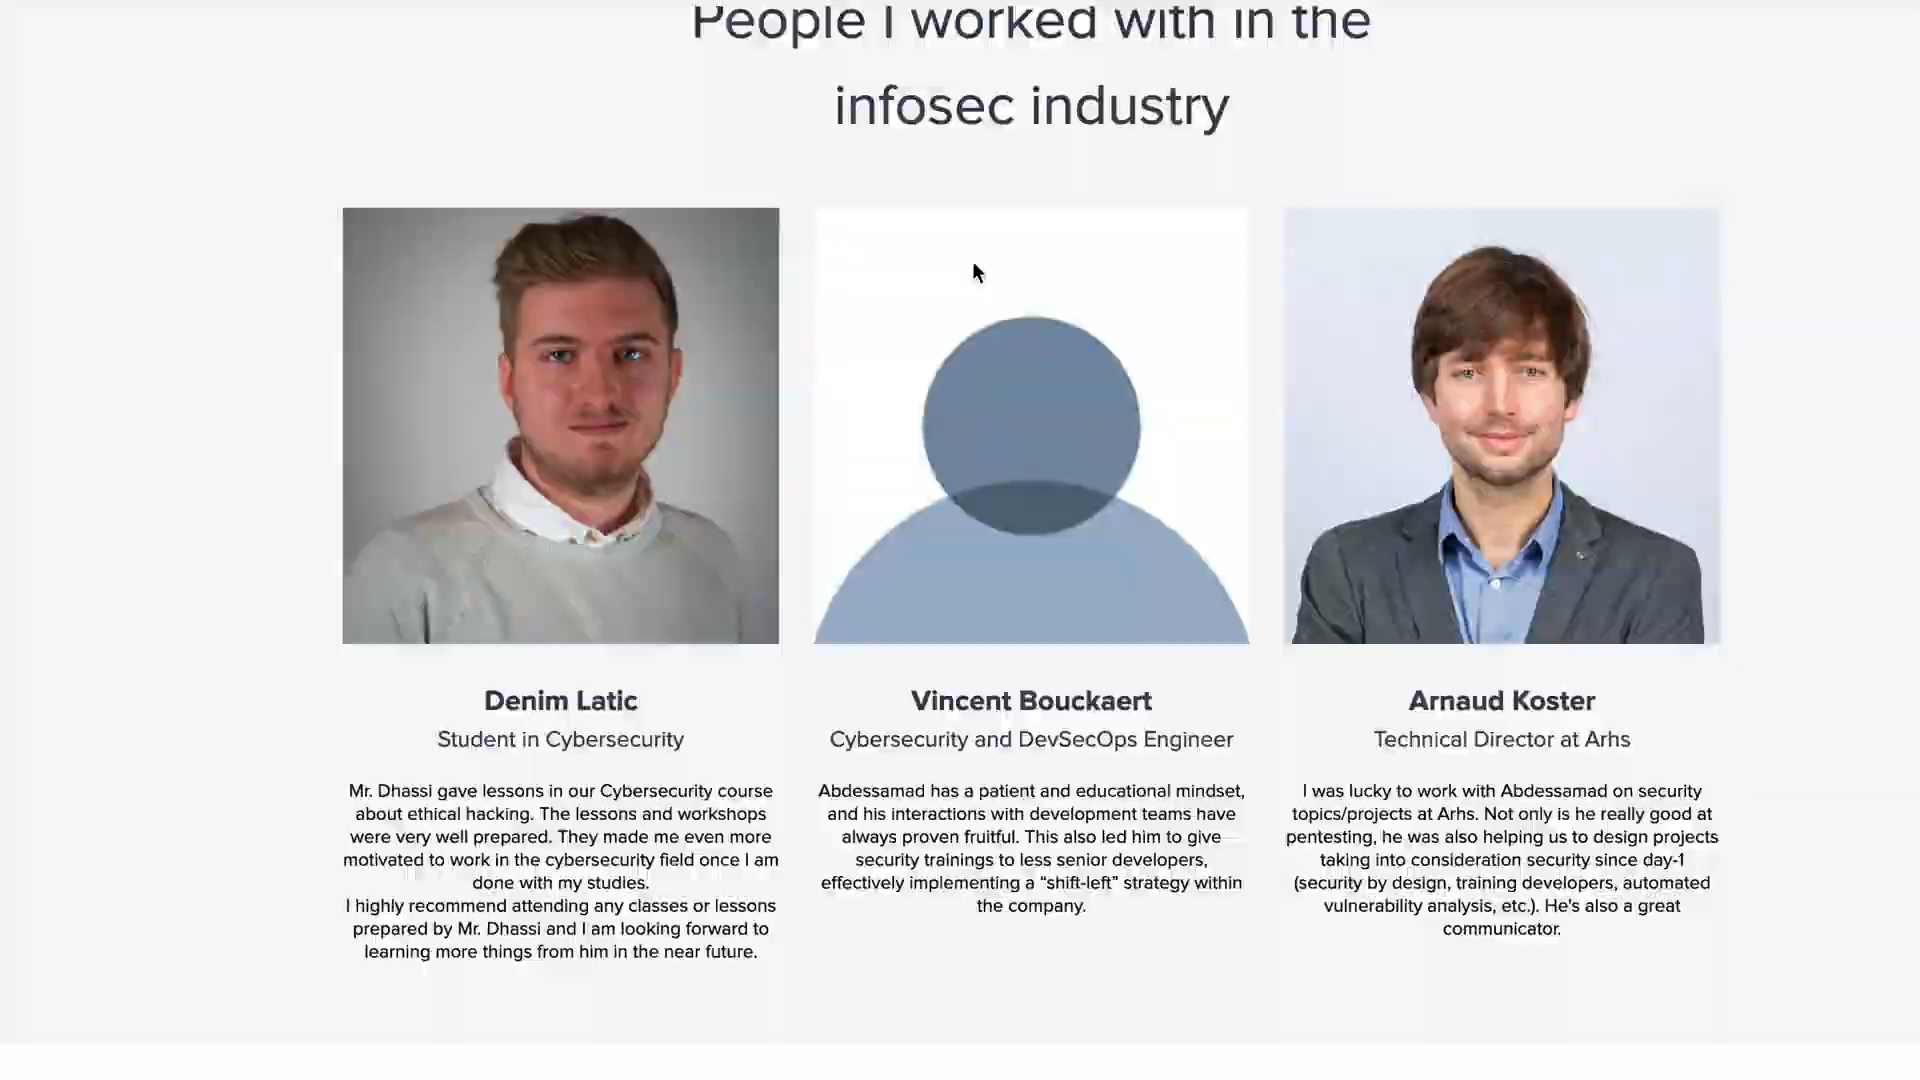 People I worked with in the
infosec industry
Denim Latic
Student in Cybersecurity
Mr. Dhassi gave lessons in our Cybersecurity course
about ethical hacking. The lessons and workshops
were very well prepared. They made me even more
motivated to work in the cybersecurity field once I am
done with my studies.
I highly recommend attending any classes or lessons
prepared by Mr. Dhassi and I am looking forward to
learning more things from him in the near future.
Vincent Bouckaert
Cybersecurity and DevSecOps Engineer
Abdessamad has a patient and educational mindset,
and his interactions with development teams have
always proven fruitful. This also led him to give
security trainings to less senior developers,
effectively implementing a “shift-left” strategy within
the company.
Arnaud Koster
Technical Director at Arhs
I was lucky to work with Abdessamad on security
topics/projects at Arhs. Not only is he really good at
pentesting, he was also helping us to design projects
taking into consideration security since day-1
(security by design, training developers, automated
vulnerability analysis, etc.). He's also a great
communicator.